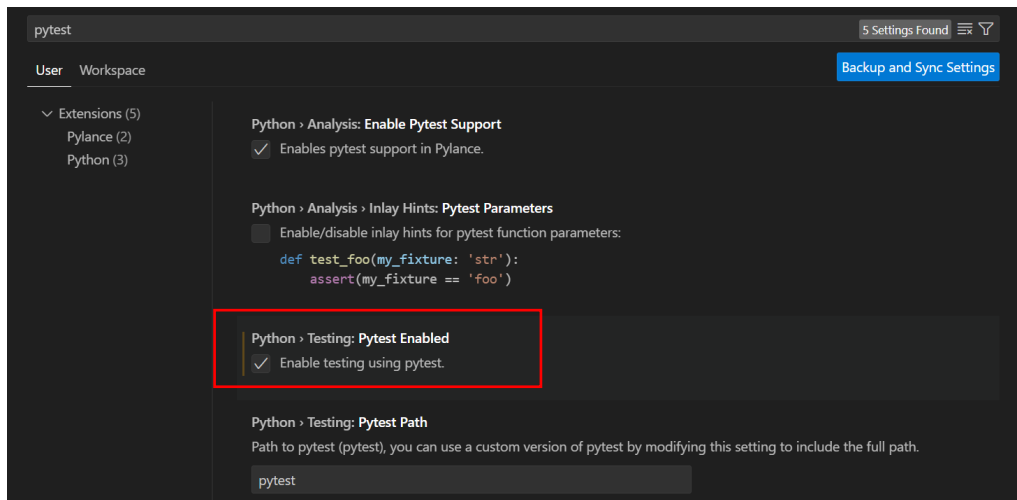 pytest
5 Settings Found
User Workspace
Backup and Sync Settings
Extensions (5)
Pylance (2)
Python (3)
Python › Analysis: Enable Pytest Support
Enables pytest support in Pylance.
Python › Analysis › Inlay Hints: Pytest Parameters
Enable/disable inlay hints for pytest function parameters:
def test_foo(my_fixture: 'str'):
    assert(my_fixture == 'foo')
Python › Testing: Pytest Enabled
Enable testing using pytest.
Python › Testing: Pytest Path
Path to pytest (pytest), you can use a custom version of pytest by modifying this setting to include the full path.
pytest